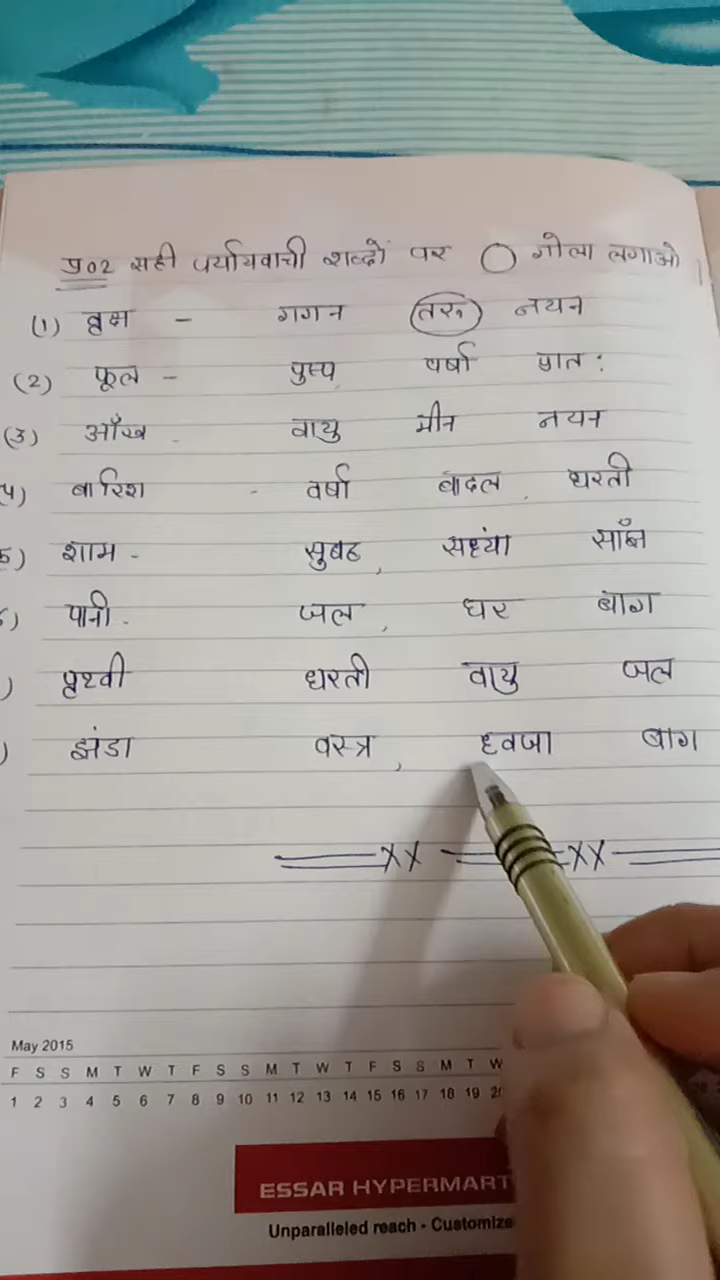 प्र02 सही पर्यायवाची शब्दों पर ○ गोला लगाओ
(1) वृक्ष - गगन तरु नयन
(2) फूल - पुष्प वर्षा प्रात:
(3) आँख - वायु मीन नयन
4) बारिश - वर्षा बादल, धरती
5) शाम - सुबह, सध्यां साँझ
6) पानी - जल, घर बाग
) पृथ्वी धरती वायु जल
) झंडा वस्त्र, ध्वजा बाग
xx xx
May 2015
F S S M T W T F S S M T W T F S S M T W
1 2 3 4 5 6 7 8 9 10 11 12 13 14 15 16 17 18 19
ESSAR HYPERMART
Unparalleled reach • Customize